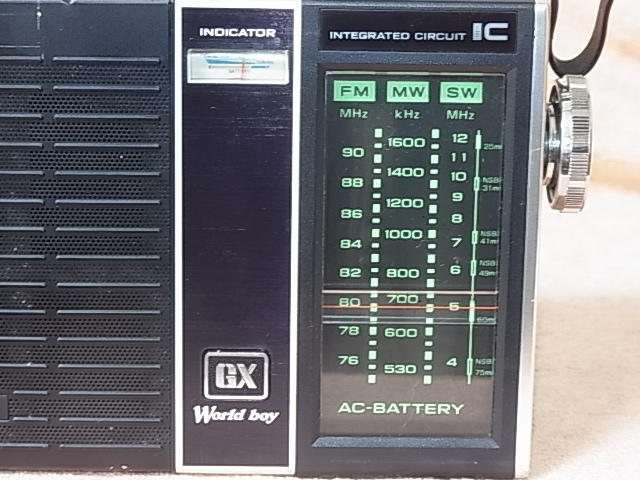 INDICATOR
BATTERY
INTEGRATED CIRCUIT IC
FM MW SW
MHz kHz MHz
1600 12
25m
90 11
1400 10
NSB
31m
88 9
1200 8
86
1000 7
NSB
41m
84
82 800 6
NSB
49m
80 700 5
60m
78 600
76 530 4
NSB
75m
AC-BATTERY
GX
World boy